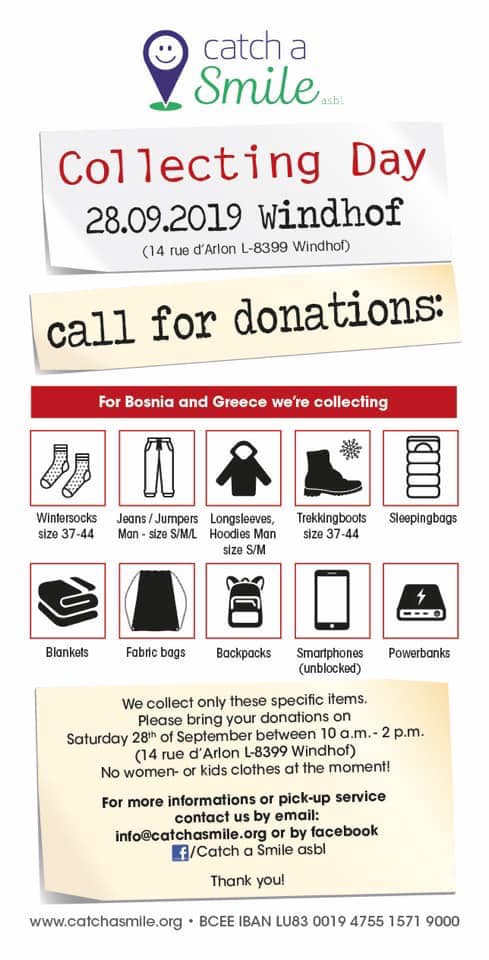 catch a
Smile asbl
Collecting Day
28.09.2019 Windhof
(14 rue d'Arlon L-8399 Windhof)
call for donations:
For Bosnia and Greece we're collecting
Wintersocks
size 37-44
Jeans / Jumpers
Man - size S/M/L
Longsleeves,
Hoodies Man
size S/M
Trekkingboots
size 37-44
Sleepingbags
Blankets
Fabric bags
Backpacks
Smartphones
(unblocked)
Powerbanks
We collect only these specific items.
Please bring your donations on
Saturday 28th of September between 10 a.m. - 2 p.m.
(14 rue d'Arlon L-8399 Windhof)
No women- or kids clothes at the moment!
For more informations or pick-up service
contact us by email:
info@catchasmile.org or by facebook
f/Catch a Smile asbl
Thank you!
www.catchasmile.org • BCEE IBAN LU83 0019 4755 1571 9000